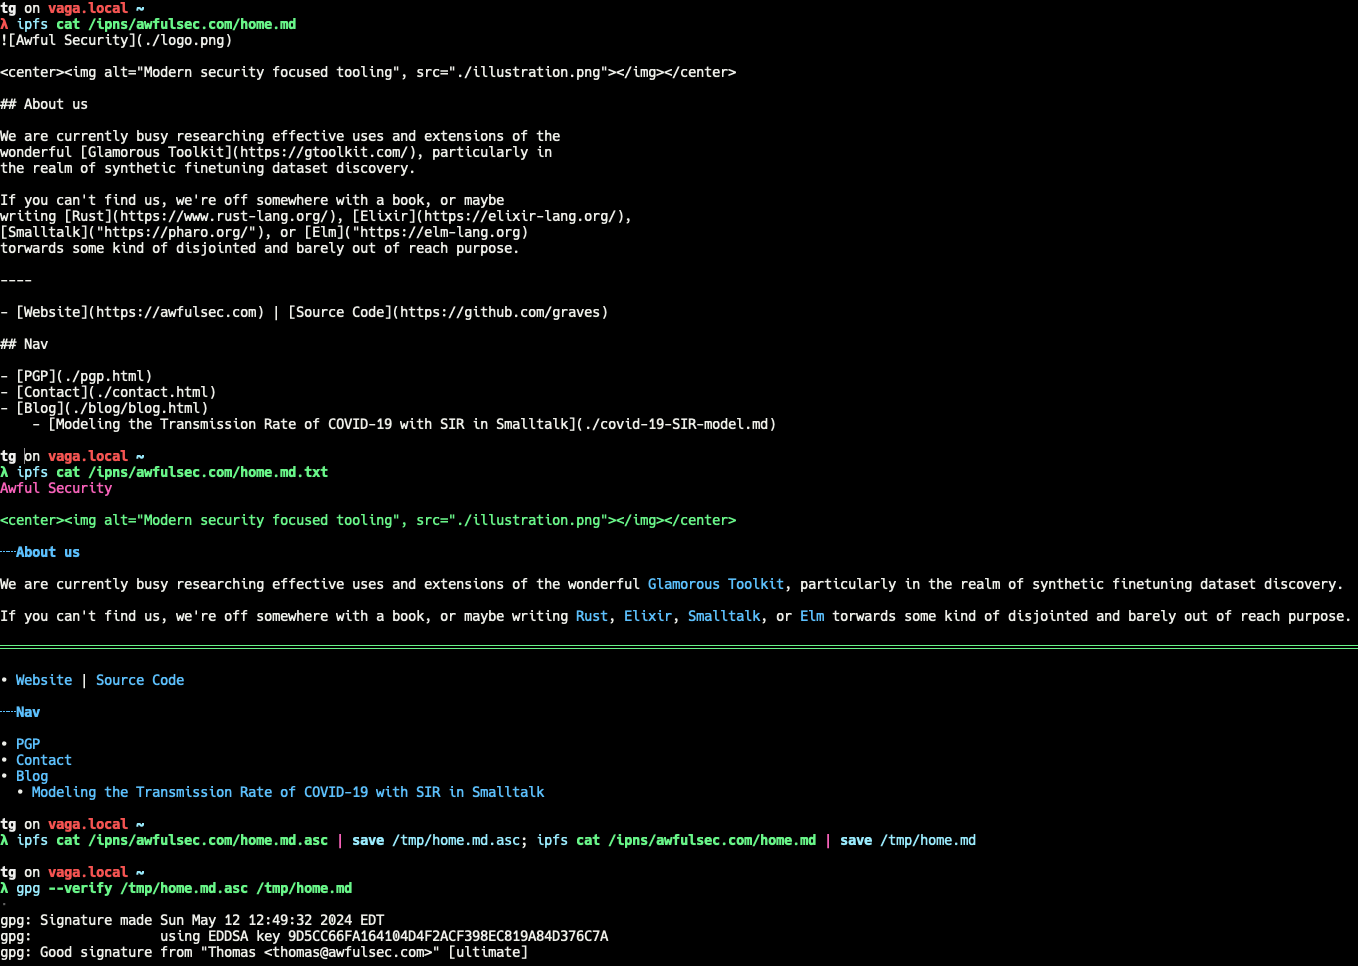 tg on vaga.local ~
λ ipfs cat /ipns/awfulsec.com/home.md
![Awful Security](./logo.png)
<center><img alt="Modern security focused tooling", src="./illustration.png"></img></center>
## About us
We are currently busy researching effective uses and extensions of the
wonderful [Glamorous Toolkit](https://gtoolkit.com/), particularly in
the realm of synthetic finetuning dataset discovery.
If you can't find us, we're off somewhere with a book, or maybe
writing [Rust](https://www.rust-lang.org/), [Elixir](https://elixir-lang.org/),
[Smalltalk]("https://pharo.org/"), or [Elm]("https://elm-lang.org)
torwards some kind of disjointed and barely out of reach purpose.
----
- [Website](https://awfulsec.com) | [Source Code](https://github.com/graves)
## Nav
- [PGP](./pgp.html)
- [Contact](./contact.html)
- [Blog](./blog/blog.html)
    - [Modeling the Transmission Rate of COVID-19 with SIR in Smalltalk](./covid-19-SIR-model.md)
tg on vaga.local ~
λ ipfs cat /ipns/awfulsec.com/home.md.txt
Awful Security
<center><img alt="Modern security focused tooling", src="./illustration.png"></img></center>
┄┄About us
We are currently busy researching effective uses and extensions of the wonderful Glamorous Toolkit, particularly in the realm of synthetic finetuning dataset discovery.
If you can't find us, we're off somewhere with a book, or maybe writing Rust, Elixir, Smalltalk, or Elm torwards some kind of disjointed and barely out of reach purpose.
• Website | Source Code
┄┄Nav
• PGP
• Contact
• Blog
  • Modeling the Transmission Rate of COVID-19 with SIR in Smalltalk
tg on vaga.local ~
λ ipfs cat /ipns/awfulsec.com/home.md.asc | save /tmp/home.md.asc; ipfs cat /ipns/awfulsec.com/home.md | save /tmp/home.md
tg on vaga.local ~
λ gpg --verify /tmp/home.md.asc /tmp/home.md
gpg: Signature made Sun May 12 12:49:32 2024 EDT
gpg:                using EDDSA key 9D5CC66FA164104D4F2ACF398EC819A84D376C7A
gpg: Good signature from "Thomas <thomas@awfulsec.com>" [ultimate]